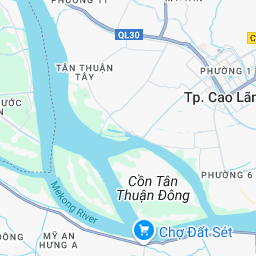 PHƯỜNG 11
QL30
TÂN THUẬN
TÂY
PHƯỜNG 1
Tp. Cao Lãn
Cồn Tân
Thuận Đông
PHƯỜNG 6
Mekong River
Chợ Đất Sét
MỸ AN
HƯNG A